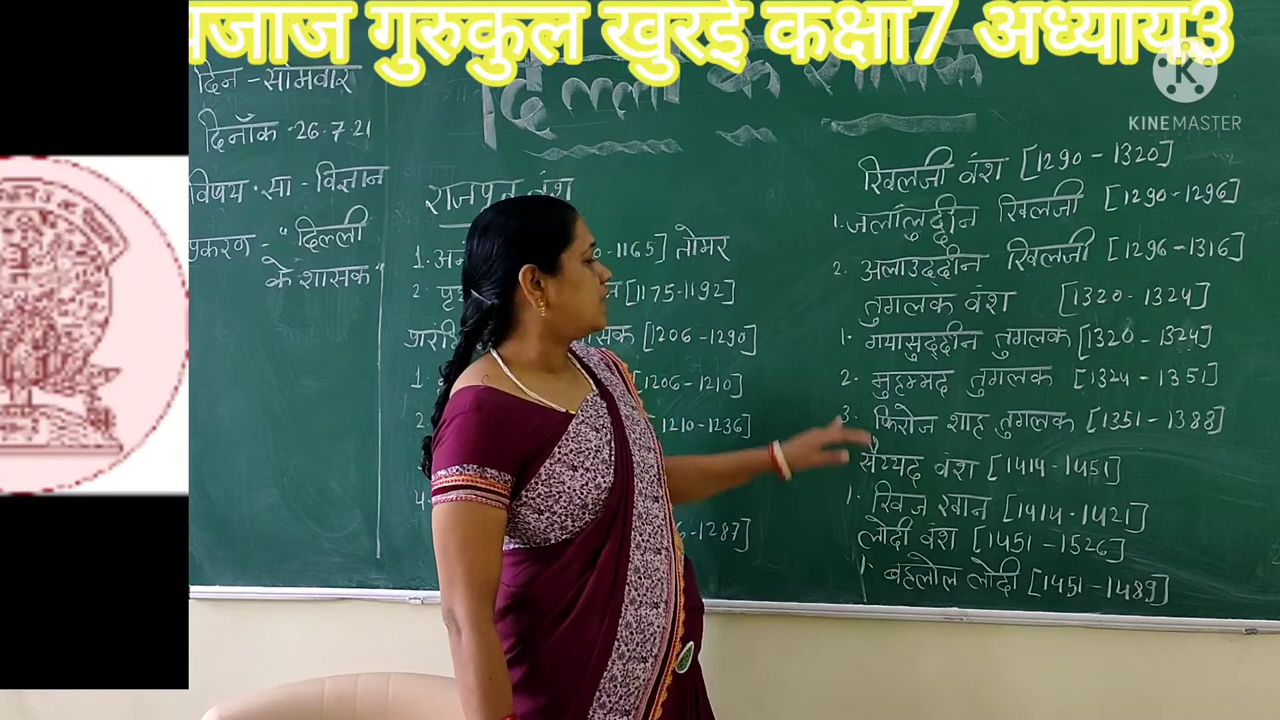 जाज गुरुकुल खुरई कक्षा7 अध्याय3
KINEMASTER
दिन - सोमवार
दिनाँक -26.7.21
विषय - सा - विज्ञान
प्रकरण - "दिल्ली
के शासक"
राजपूत वंश
1165] तोमर
2. [1175-1192]
[1206 - 1290]
1. [1206 - 1210]
2 1210-1236]
4.
-1287]
खिलजी वंश [1290 - 1320]
1. जलालुद्दीन खिलजी [1290 - 1296]
2. अलाउद्दीन खिलजी [1296 - 1316]
तुगलक वंश [1320 - 1324]
1. गयासुद्दीन तुगलक [1320 - 1324]
2. मुहम्मद तुगलक [1324 - 1351]
3. फिरोज शाह तुगलक [1351 - 1388]
सैय्यद वंश [1414 - 1451]
1. खिज्र खान [1414 - 1421]
लोदी वंश [1451 - 1526]
1. बहलोल लोदी [1451 - 1489]